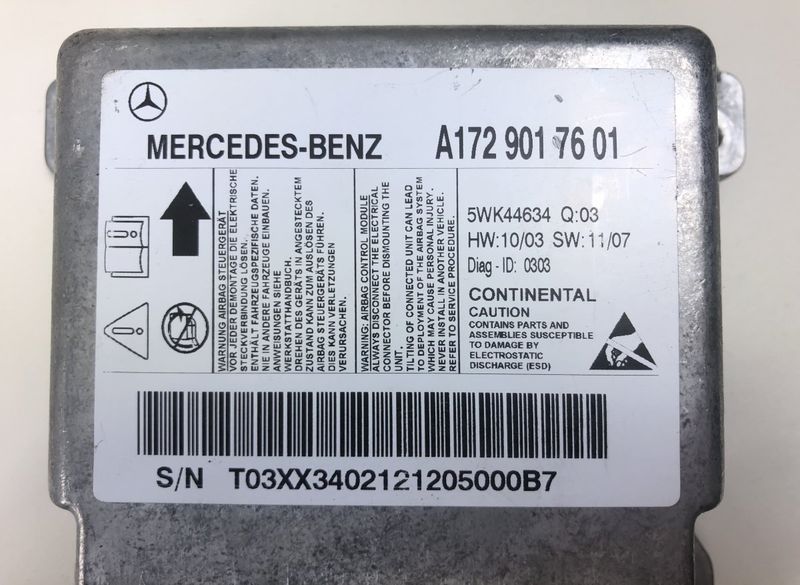 MERCEDES-BENZ A172 901 76 01
WARNUNG AIRBAG STEUERGERÄT
VOR JEDER DEMONTAGE DIE ELEKTRISCHE
STECKVERBINDUNG LÖSEN.
ENTHÄLT FAHRZEUGSPEZIFISCHE DATEN.
NIE IN ANDERE FAHRZEUGE EINBAUEN.
ANWEISUNGEN SIEHE
WERKSTATTHANDBUCH.
DREHEN DES GERÄTS IN ANGESTECKTEM
ZUSTAND KANN ZUM AUSLÖSEN DES
AIRBAG STEUERGERÄTS FÜHREN.
DIES KANN VERLETZUNGEN
VERURSACHEN.
WARNING: AIRBAG CONTROL MODULE
ALWAYS DISCONNECT THE ELECTRICAL
CONNECTOR BEFORE DISMOUNTING THE
UNIT.
TILTING OF CONNECTED UNIT CAN LEAD
TO DEPLOYMENT OF THE AIRBAG SYSTEM
WHICH MAY CAUSE PERSONAL INJURY.
NEVER INSTALL IN ANOTHER VEHICLE.
REFER TO SERVICE PROCEDURE.
5WK44634 Q:03
HW:10/03 SW:11/07
Diag-ID: 0303
CONTINENTAL
CAUTION
CONTAINS PARTS AND
ASSEMBLIES SUSCEPTIBLE
TO DAMAGE BY
ELECTROSTATIC
DISCHARGE (ESD)
S/N T03XX3402121205000B7